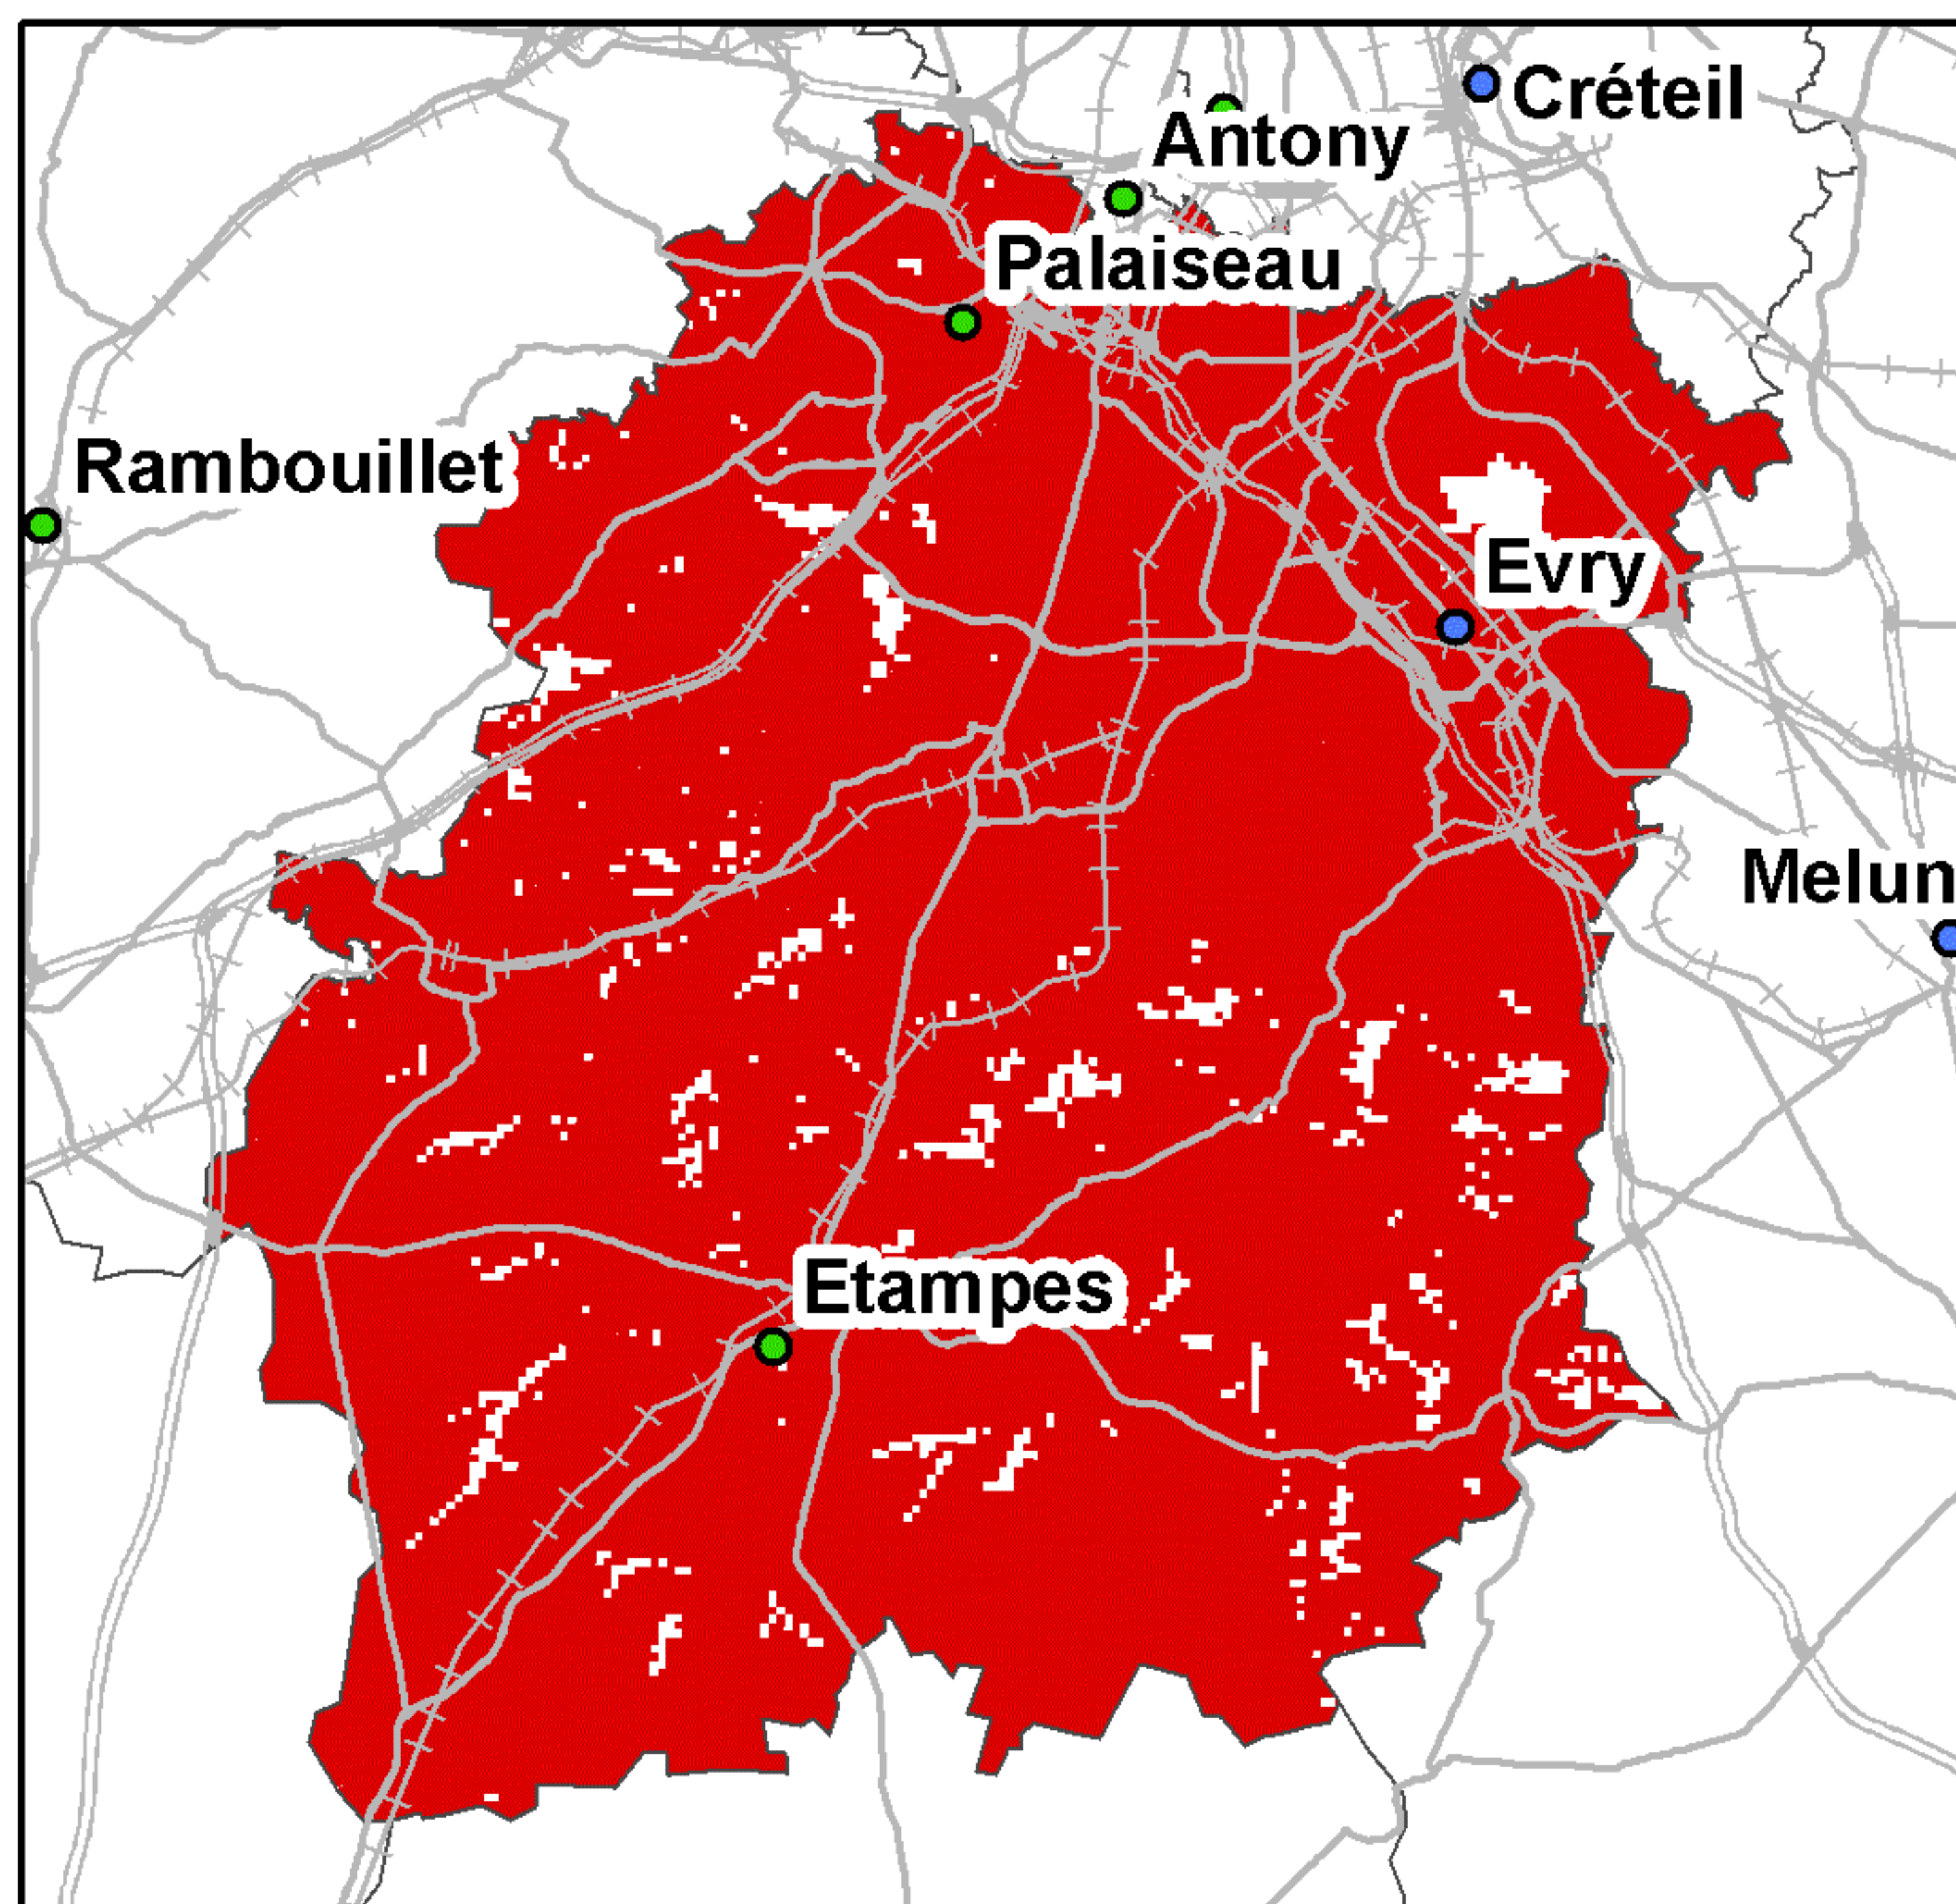 Créteil
Antony
Palaiseau
Rambouillet
Evry
Melun
Etampes